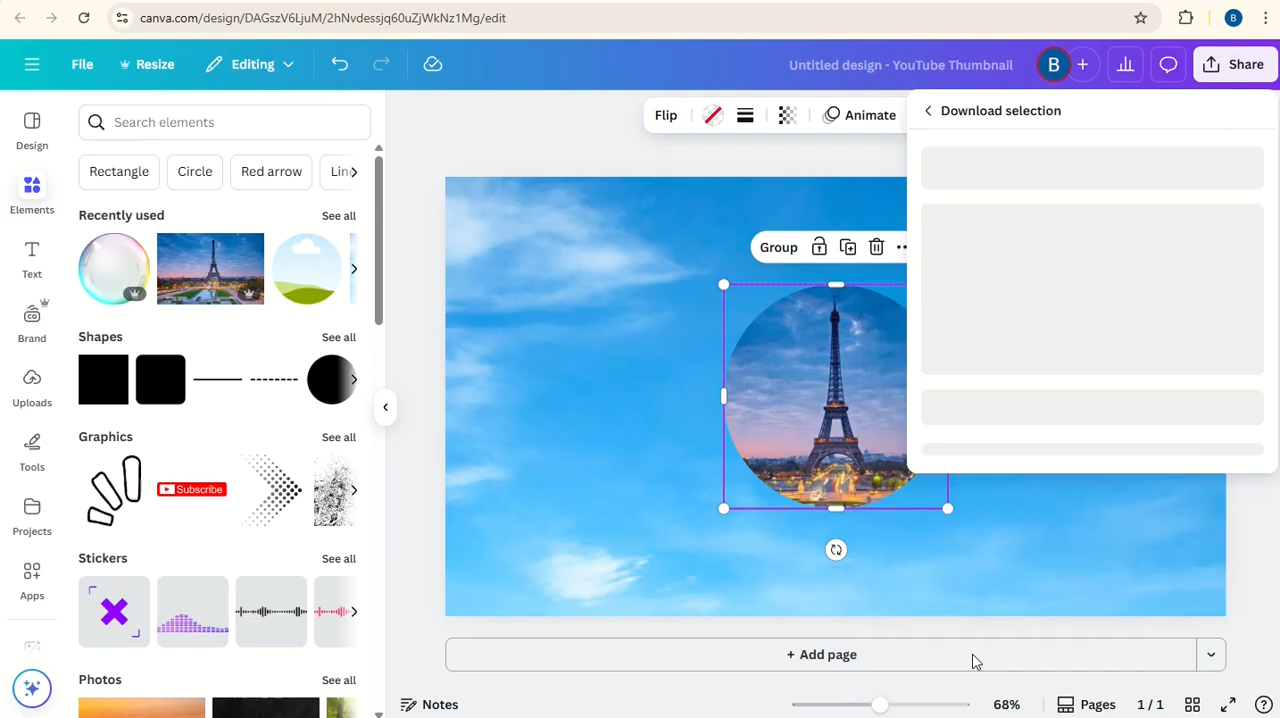 canva.com/design/DAGszV6LjuM/2hNvdessjq60uZjWkNz1Mg/edit
B
File
Resize
Editing
Untitled design - YouTube Thumbnail
B
Share
Design
Elements
Text
Brand
Uploads
Tools
Projects
Apps
Search elements
Rectangle
Circle
Red arrow
Recently used
See all
Shapes
See all
Graphics
See all
Subscribe
Stickers
See all
Photos
See all
Flip
Animate
Group
Download selection
+ Add page
Notes
68%
Pages
1 / 1